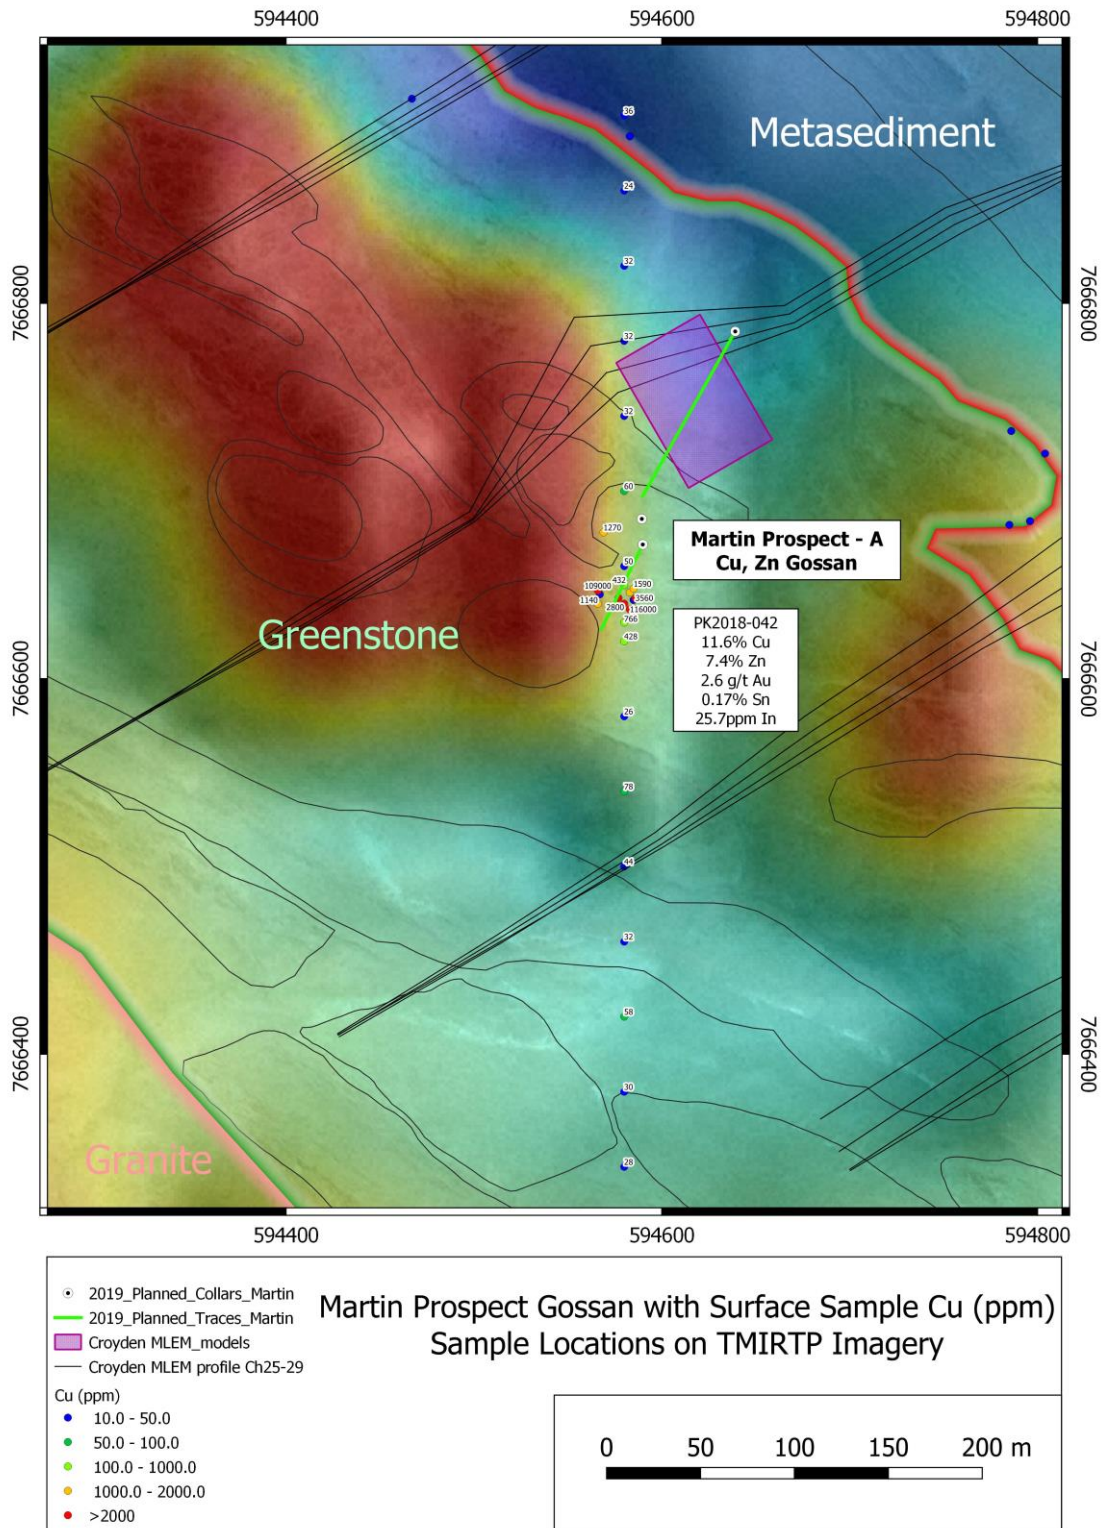 594400
594600
594800
36
Metasediment
24
32
7666800
7666800
32
32
60
1270
Martin Prospect - A
Cu, Zn Gossan
50
432
1590
109000
1140
3560
2800
116000
766
428
Greenstone
PK2018-042
11.6% Cu
7.4% Zn
2.6 g/t Au
0.17% Sn
25.7ppm In
7666600
7666600
26
78
44
32
58
7666400
7666400
30
Granite
28
594400
594600
594800
2019_Planned_Collars_Martin
2019_Planned_Traces_Martin
Croyden MLEM_models
Croyden MLEM profile Ch25-29
Cu (ppm)
10.0 - 50.0
50.0 - 100.0
100.0 - 1000.0
1000.0 - 2000.0
>2000
Martin Prospect Gossan with Surface Sample Cu (ppm)
Sample Locations on TMIRTP Imagery
0 50 100 150 200 m